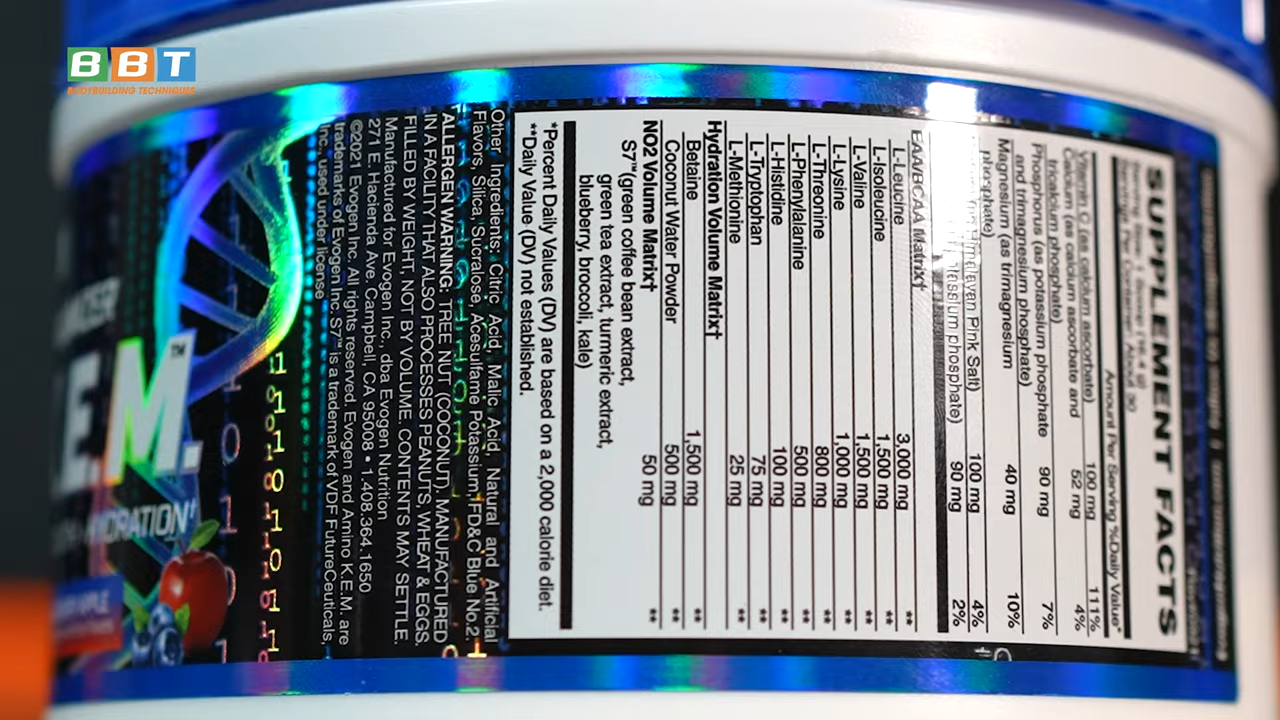 BBT
BODYBUILDING TECHNIQUES
SUPPLEMENT FACTS
Serving Size 1 Scoop
Servings Per Container About 30
Amount Per Serving %Daily Value*
Vitamin C (as calcium ascorbate) 100 mg 111%
Calcium (as calcium ascorbate and 52 mg 4%
tricalcium phosphate)
Phosphorus (as potassium phosphate 90 mg 7%
and trimagnesium phosphate)
Magnesium (as trimagnesium 40 mg 10%
phosphate)
Himalayan Pink Salt) 100 mg 4%
potassium phosphate) 90 mg 2%
EAA/BCAA Matrix†
L-Leucine 3,000 mg **
L-Isoleucine 1,500 mg **
L-Valine 1,500 mg **
L-Lysine 1,000 mg **
L-Threonine 800 mg **
L-Phenylalanine 500 mg **
L-Histidine 100 mg **
L-Tryptophan 75 mg **
L-Methionine 25 mg **
Hydration Volume Matrix†
Betaine 1,500 mg **
Coconut Water Powder 500 mg **
NO2 Volume Matrix† 50 mg **
S7™(green coffee bean extract,
green tea extract, turmeric extract,
blueberry, broccoli, kale)
*Percent Daily Values (DV) are based on a 2,000 calorie diet.
**Daily Value (DV) not established.
Other Ingredients: Citric Acid, Malic Acid, Natural and Artificial
Flavors, Silica, Sucralose, Acesulfame Potassium, FD&C Blue No.2.
ALLERGEN WARNING: TREE NUT (COCONUT). MANUFACTURED
IN A FACILITY THAT ALSO PROCESSES PEANUTS, WHEAT & EGGS.
FILLED BY WEIGHT, NOT BY VOLUME. CONTENTS MAY SETTLE.
Manufactured for Evogen Inc., dba Evogen Nutrition
271 E. Hacienda Ave. Campbell, CA 95008 • 1.408.364.1650
©2021 Evogen Inc. All rights reserved. Evogen and Amino K.E.M. are
trademarks of Evogen Inc. S7™ is a trademark of VDF FutureCeuticals,
Inc., used under license
E.M.™
HYDRATION†
APPLE